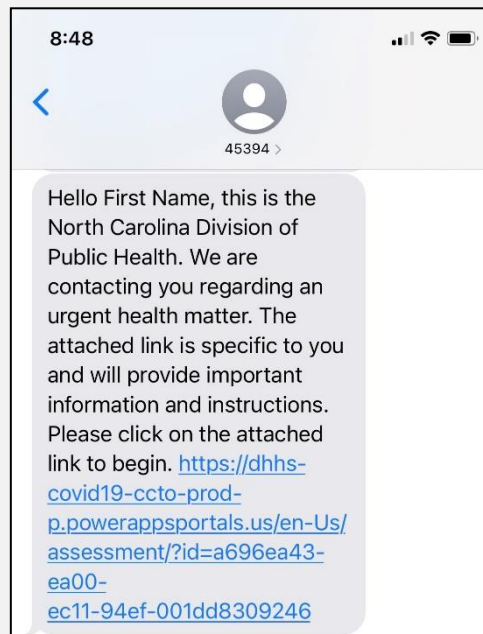 8:48
45394 >
Hello First Name, this is the
North Carolina Division of
Public Health. We are
contacting you regarding an
urgent health matter. The
attached link is specific to you
and will provide important
information and instructions.
Please click on the attached
link to begin. https://dhhs-
covid19-ccto-prod-
p.powerappsportals.us/en-Us/
assessment/?id=a696ea43-
ea00-
ec11-94ef-001dd8309246